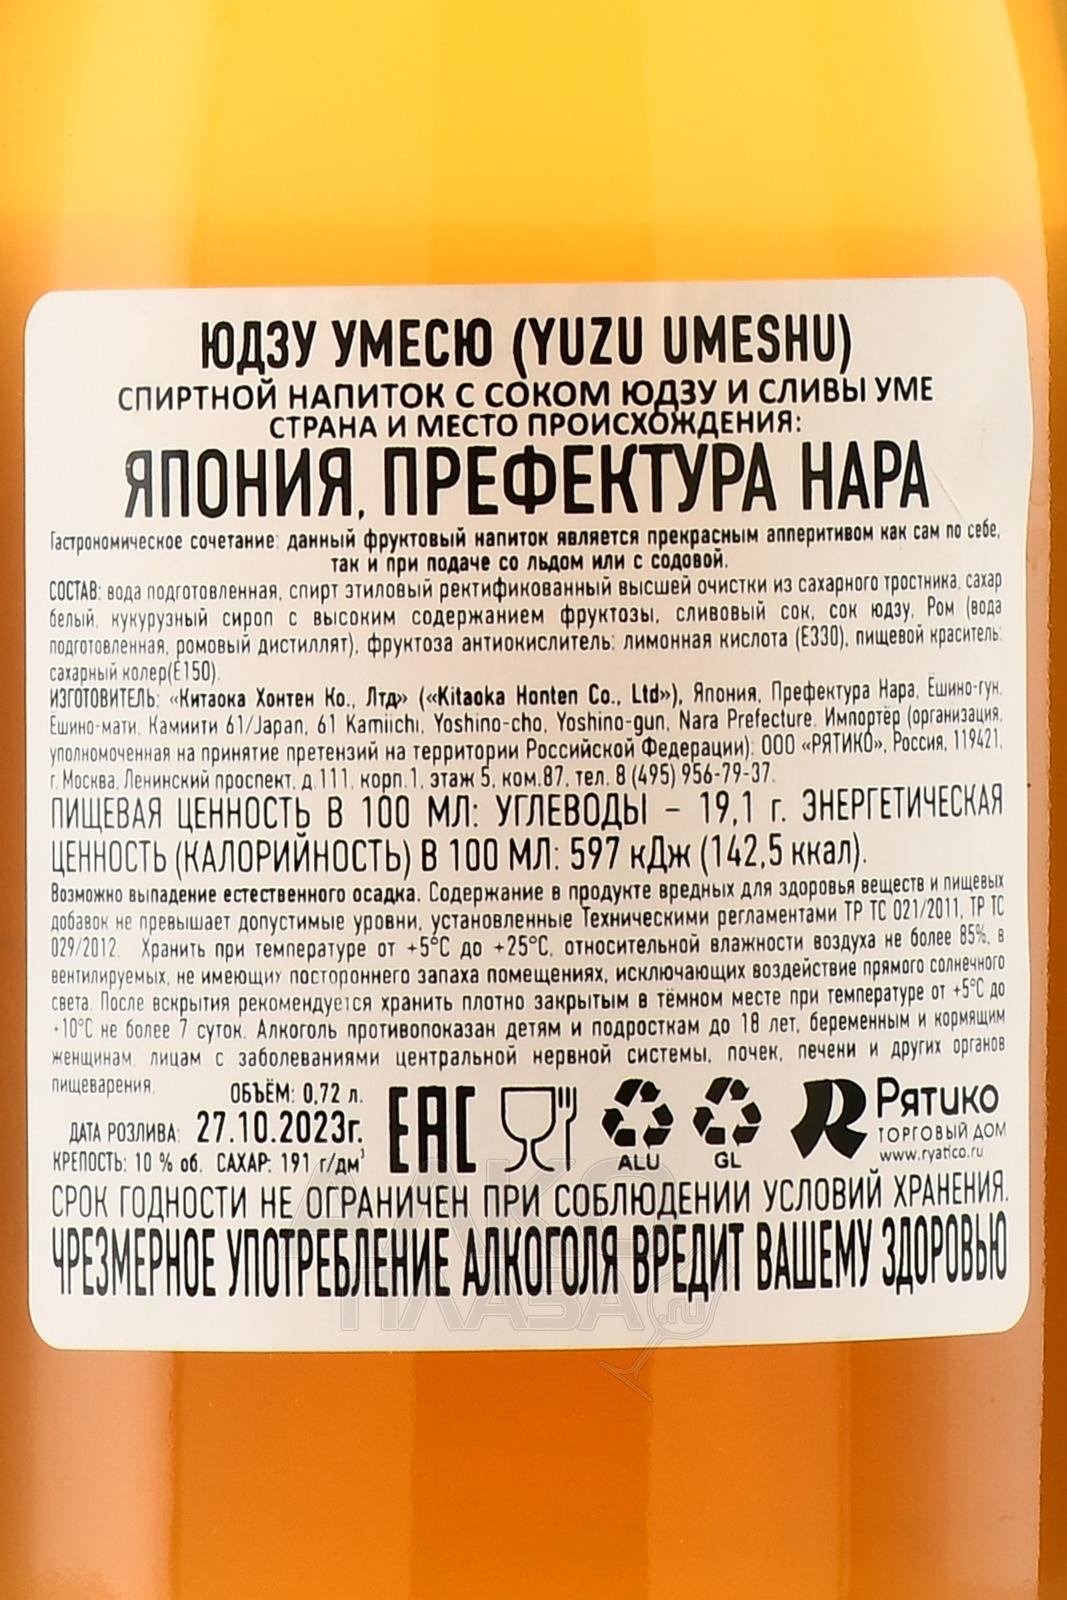 ЮДЗУ УМЕСЮ (YUZU UMESHU)
СПИРТНОЙ НАПИТОК С СОКОМ ЮДЗУ И СЛИВЫ УМЕ
СТРАНА И МЕСТО ПРОИСХОЖДЕНИЯ:
ЯПОНИЯ, ПРЕФЕКТУРА НАРА
Гастрономическое сочетание: данный фруктовый напиток является прекрасным апперитивом как сам по себе,
так и при подаче со льдом или с содовой.
СОСТАВ: вода подготовленная, спирт этиловый ректификованный высшей очистки из сахарного тростника, сахар
белый, кукурузный сироп с высоким содержанием фруктозы, сливовый сок, сок юдзу, Ром (вода
подготовленная, ромовый дистиллят), фруктоза антиокислитель: лимонная кислота (Е330), пищевой краситель:
сахарный колер(Е150).
ИЗГОТОВИТЕЛЬ: «Китаока Хонтен Ко., Лтд» («Kitaoka Honten Co., Ltd»), Япония, Префектура Нара, Ёшино-гун,
Ёшино-мати, Камиити 61/Japan, 61 Kamiichi, Yoshino-cho, Yoshino-gun, Nara Prefecture. Импортёр (организация,
уполномоченная на принятие претензий на территории Российской Федерации): ООО «РЯТИКО», Россия, 119421,
г. Москва, Ленинский проспект, д.111, корп.1, этаж 5, ком.87, тел. 8 (495) 956-79-37.
ПИЩЕВАЯ ЦЕННОСТЬ В 100 МЛ: УГЛЕВОДЫ – 19,1 г. ЭНЕРГЕТИЧЕСКАЯ
ЦЕННОСТЬ (КАЛОРИЙНОСТЬ) В 100 МЛ: 597 кДж (142,5 ккал).
Возможно выпадение естественного осадка. Содержание в продукте вредных для здоровья веществ и пищевых
добавок не превышает допустимые уровни, установленные Техническими регламентами ТР ТС 021/2011, ТР ТС
029/2012. Хранить при температуре от +5°С до +25°С, относительной влажности воздуха не более 85%, в
вентилируемых, не имеющих постороннего запаха помещениях, исключающих воздействие прямого солнечного
света. После вскрытия рекомендуется хранить плотно закрытым в тёмном месте при температуре от +5°С до
+10°С не более 7 суток. Алкоголь противопоказан детям и подросткам до 18 лет, беременным и кормящим
женщинам, лицам с заболеваниями центральной нервной системы, почек, печени и других органов
пищеварения.
ОБЪЁМ: 0,72 л.
ДАТА РОЗЛИВА: 27.10.2023г.
КРЕПОСТЬ: 10 % об. САХАР: 191 г/дм³
EAC
ALU
GL
Рятико
ТОРГОВЫЙ ДОМ
www.ryatico.ru
СРОК ГОДНОСТИ НЕ ОГРАНИЧЕН ПРИ СОБЛЮДЕНИИ УСЛОВИЙ ХРАНЕНИЯ.
ЧРЕЗМЕРНОЕ УПОТРЕБЛЕНИЕ АЛКОГОЛЯ ВРЕДИТ ВАШЕМУ ЗДОРОВЬЮ
АЛКО
ПЛАЗА.ru